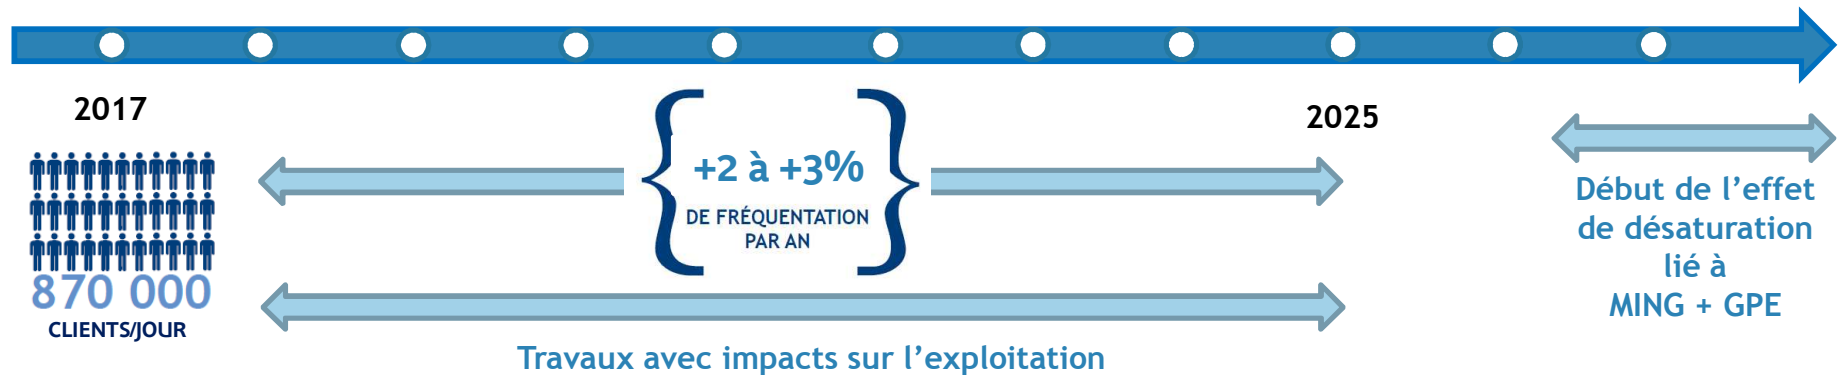 2017
2025
+2 à +3%
DE FRÉQUENTATION
PAR AN
870 000
CLIENTS/JOUR
Travaux avec impacts sur l’exploitation
Début de l’effet
de désaturation
lié à
MING + GPE